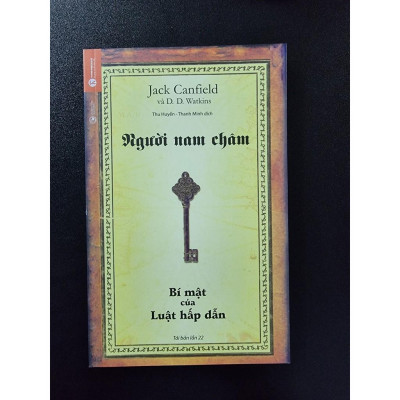 Jack Canfield
và D. D. Watkins
Thu Huyền - Thanh Minh dịch
Người nam châm
Bí mật
của
Luật hấp dẫn
Tái bản lần 22